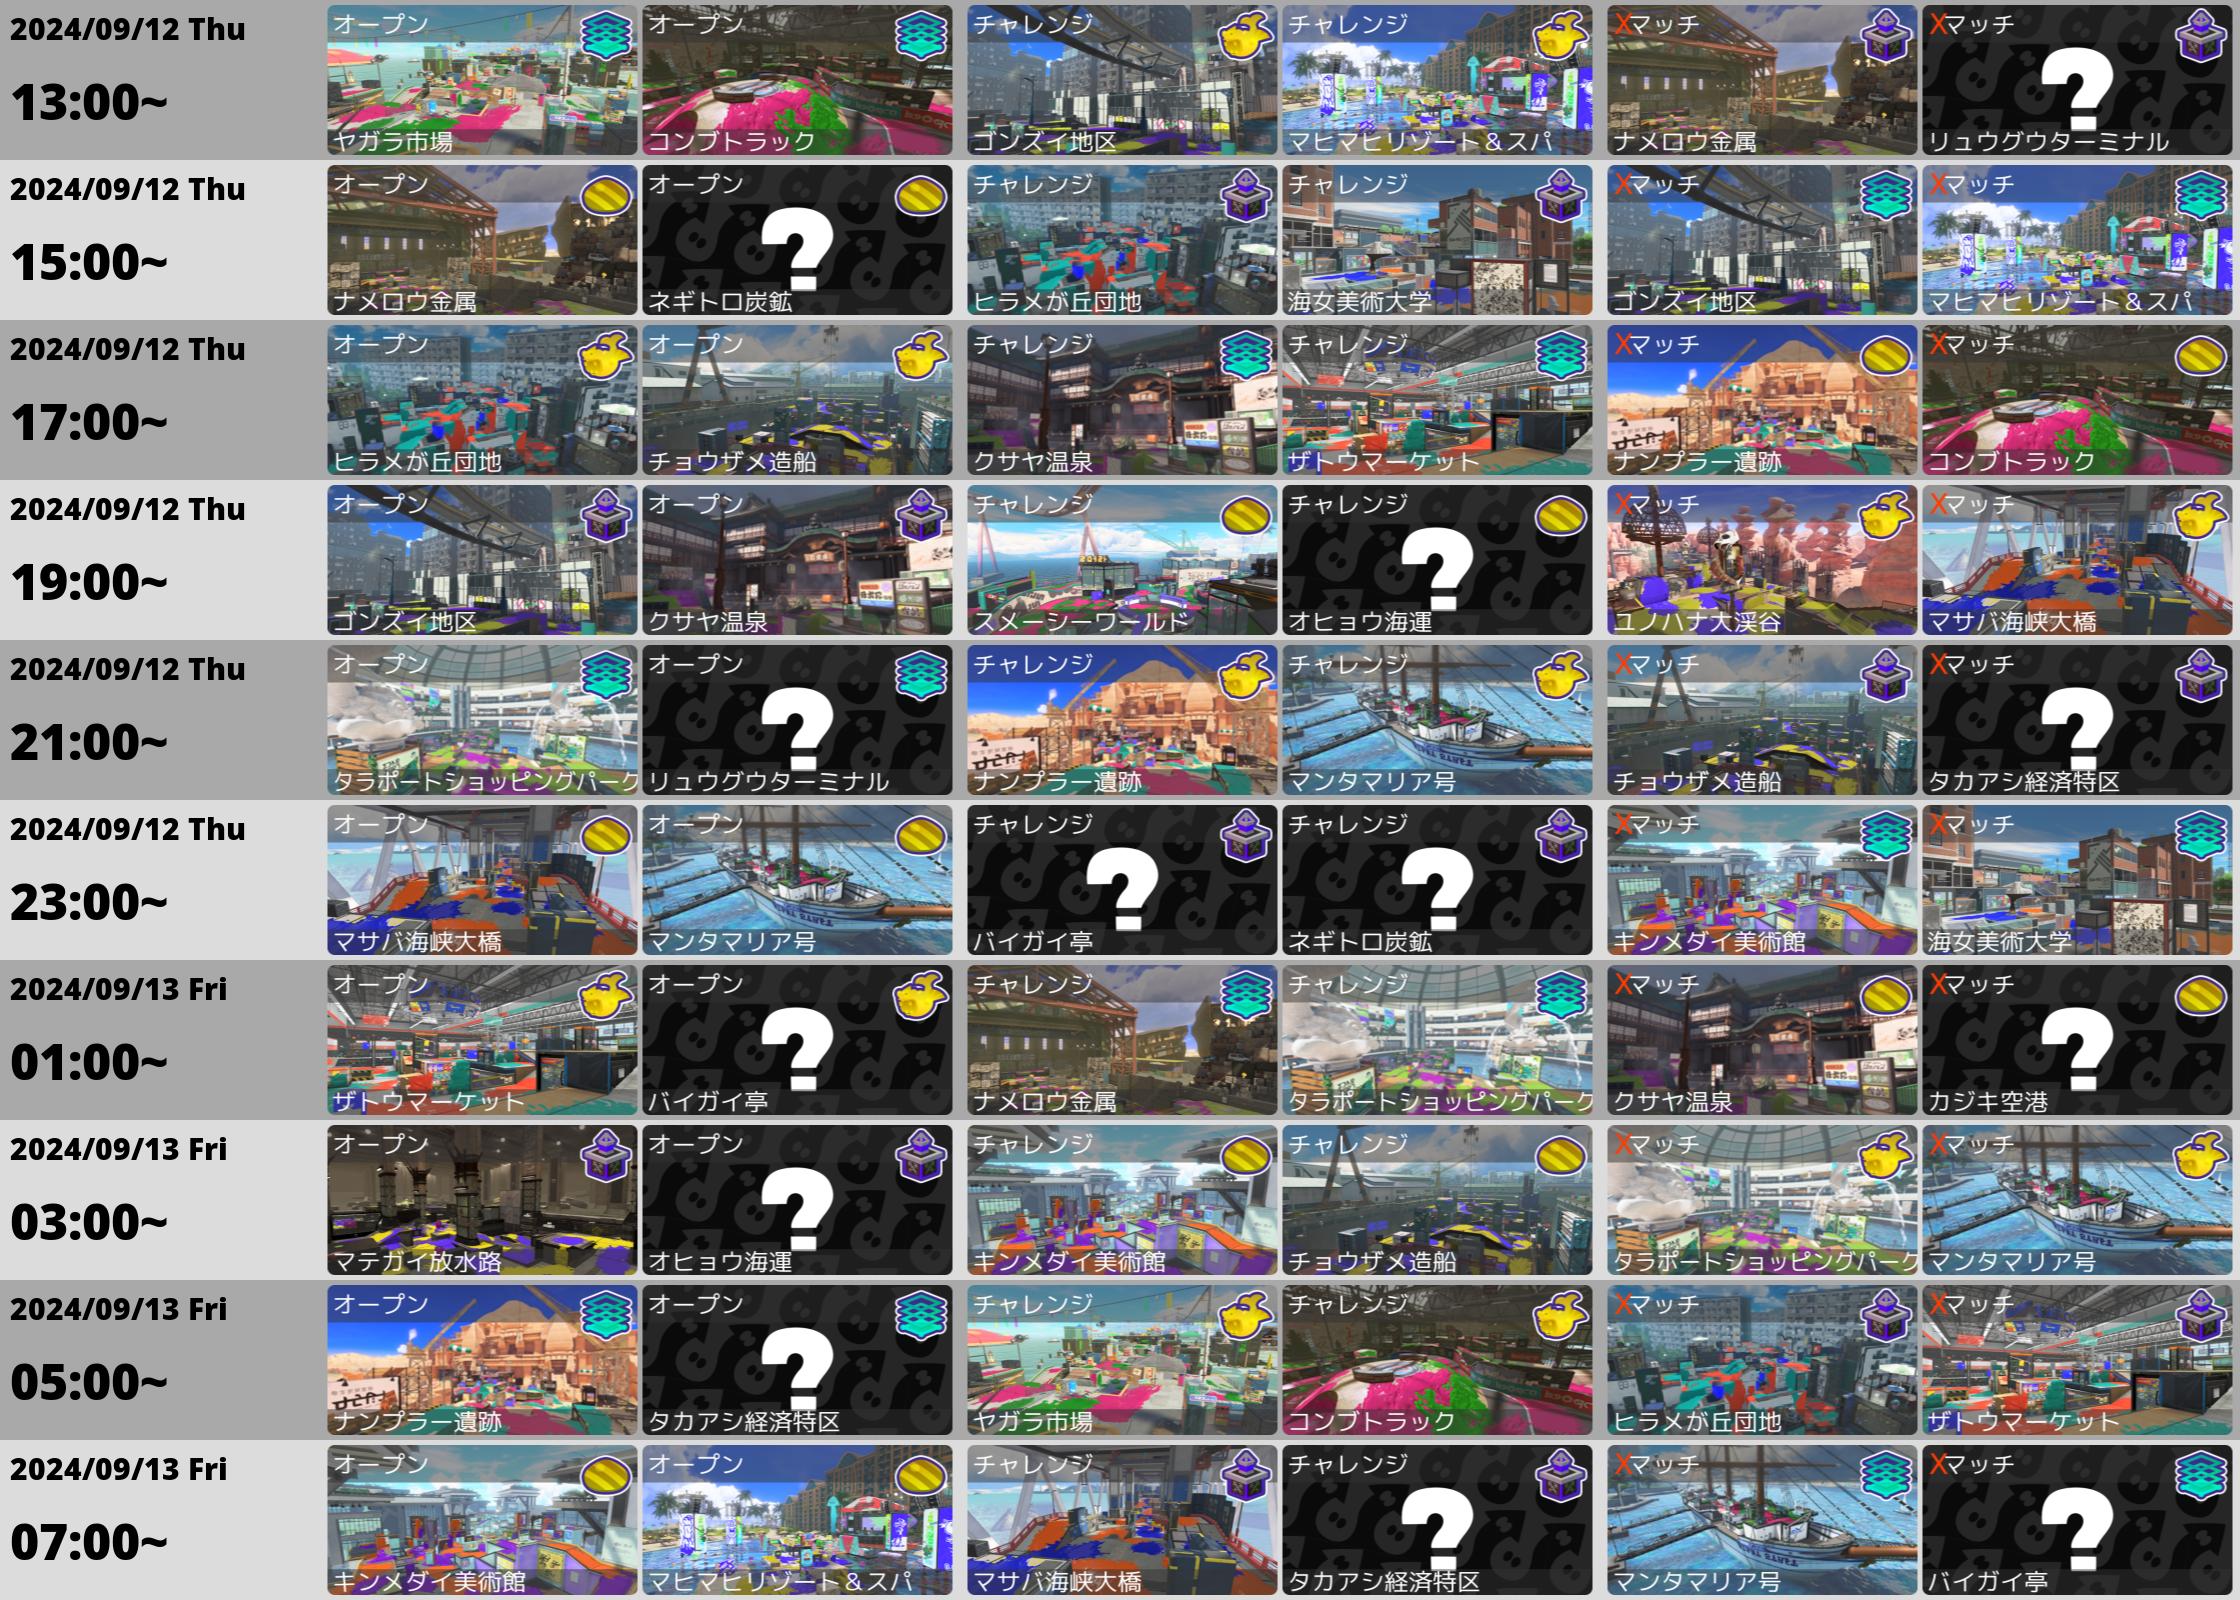 2024/09/12 Thu
13:00~
オープン
ヤガラ市場
オープン
コンブトラック
チャレンジ
ゴンズイ地区
チャレンジ
マヒマヒリゾート＆スパ
Xマッチ
ナメロウ金属
Xマッチ
?
リュウグウターミナル
2024/09/12 Thu
15:00~
オープン
ナメロウ金属
オープン
?
ネギトロ炭鉱
チャレンジ
ヒラメが丘団地
チャレンジ
海女美術大学
Xマッチ
ゴンズイ地区
Xマッチ
マヒマヒリゾート＆スパ
2024/09/12 Thu
17:00~
オープン
ヒラメが丘団地
オープン
チョウザメ造船
チャレンジ
クサヤ温泉
チャレンジ
ザトウマーケット
Xマッチ
ナンプラー遺跡
Xマッチ
コンブトラック
2024/09/12 Thu
19:00~
オープン
ゴンズイ地区
オープン
クサヤ温泉
チャレンジ
スメーシーワールド
チャレンジ
?
オヒョウ海運
Xマッチ
ユノハナ大渓谷
Xマッチ
マサバ海峡大橋
2024/09/12 Thu
21:00~
オープン
タラポートショッピングパーク
オープン
?
リュウグウターミナル
チャレンジ
ナンプラー遺跡
チャレンジ
マンタマリア号
Xマッチ
チョウザメ造船
Xマッチ
?
タカアシ経済特区
2024/09/12 Thu
23:00~
オープン
マサバ海峡大橋
オープン
マンタマリア号
チャレンジ
?
バイガイ亭
チャレンジ
?
ネギトロ炭鉱
Xマッチ
キンメダイ美術館
Xマッチ
海女美術大学
2024/09/13 Fri
01:00~
オープン
ザトウマーケット
オープン
?
バイガイ亭
チャレンジ
ナメロウ金属
チャレンジ
タラポートショッピングパーク
Xマッチ
クサヤ温泉
Xマッチ
?
カジキ空港
2024/09/13 Fri
03:00~
オープン
マテガイ放水路
オープン
?
オヒョウ海運
チャレンジ
キンメダイ美術館
チャレンジ
チョウザメ造船
Xマッチ
タラポートショッピングパーク
Xマッチ
マンタマリア号
2024/09/13 Fri
05:00~
オープン
ナンプラー遺跡
オープン
?
タカアシ経済特区
チャレンジ
ヤガラ市場
チャレンジ
コンブトラック
Xマッチ
ヒラメが丘団地
Xマッチ
ザトウマーケット
2024/09/13 Fri
07:00~
オープン
キンメダイ美術館
オープン
マヒマヒリゾート＆スパ
チャレンジ
マサバ海峡大橋
チャレンジ
?
タカアシ経済特区
Xマッチ
マンタマリア号
Xマッチ
?
バイガイ亭